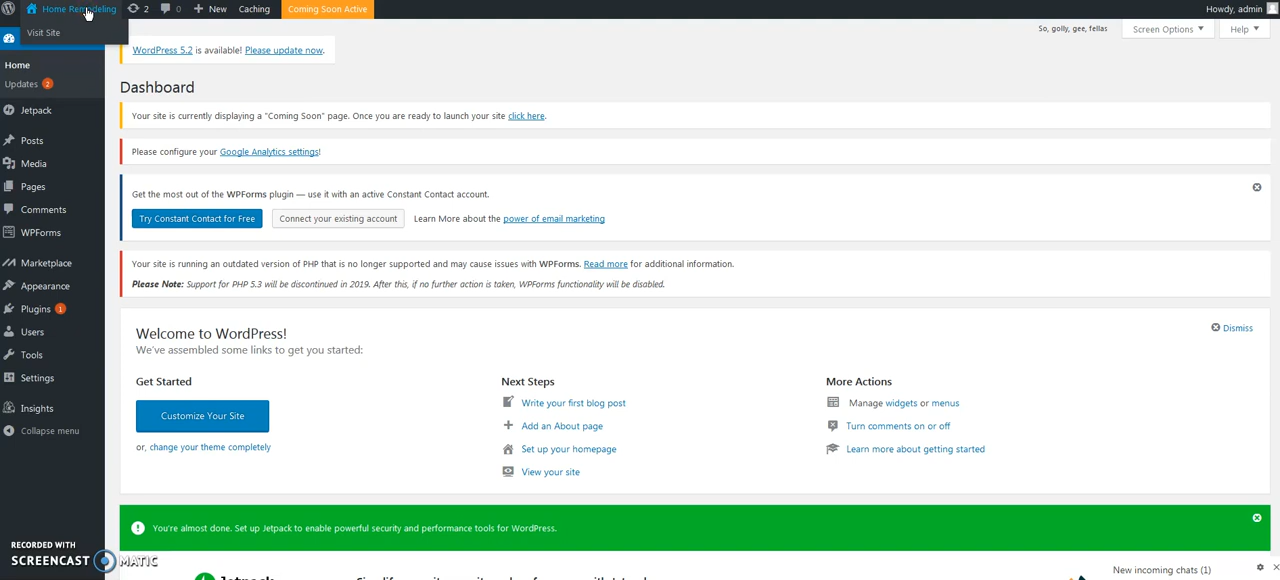 Home Remodeling 2 0 New Caching Coming Soon Active Howdy, admin
Visit Site
So, golly, gee, fellas Screen Options Help
WordPress 5.2 is available! Please update now.
Home
Updates 2
Jetpack
Posts
Media
Pages
Comments
WPForms
Marketplace
Appearance
Plugins 1
Users
Tools
Settings
Insights
Collapse menu
Dashboard
Your site is currently displaying a "Coming Soon" page. Once you are ready to launch your site click here.
Please configure your Google Analytics settings!
Get the most out of the WPForms plugin — use it with an active Constant Contact account.
Try Constant Contact for Free Connect your existing account Learn More about the power of email marketing
Your site is running an outdated version of PHP that is no longer supported and may cause issues with WPForms. Read more for additional information.
Please Note: Support for PHP 5.3 will be discontinued in 2019. After this, if no further action is taken, WPForms functionality will be disabled.
Welcome to WordPress!
Dismiss
We've assembled some links to get you started:
Get Started
Customize Your Site
or, change your theme completely
Next Steps
Write your first blog post
Add an About page
Set up your homepage
View your site
More Actions
Manage widgets or menus
Turn comments on or off
Learn more about getting started
You're almost done. Set up Jetpack to enable powerful security and performance tools for WordPress.
RECORDED WITH
SCREENCAST MATIC
New incoming chats (1)